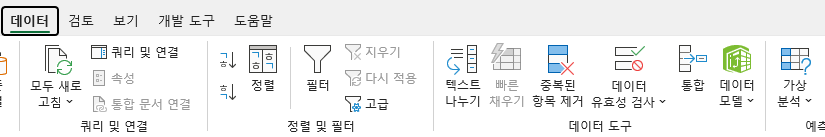 데이터 검토 보기 개발 도구 도움말
모두 새로
고침
쿼리 및 연결
속성
통합 문서 연결
쿼리 및 연결
정렬
필터
지우기
다시 적용
고급
정렬 및 필터
텍스트
나누기
빠른
채우기
중복된
항목 제거
데이터
유효성 검사
통합
데이터
모델
데이터 도구
가상
분석